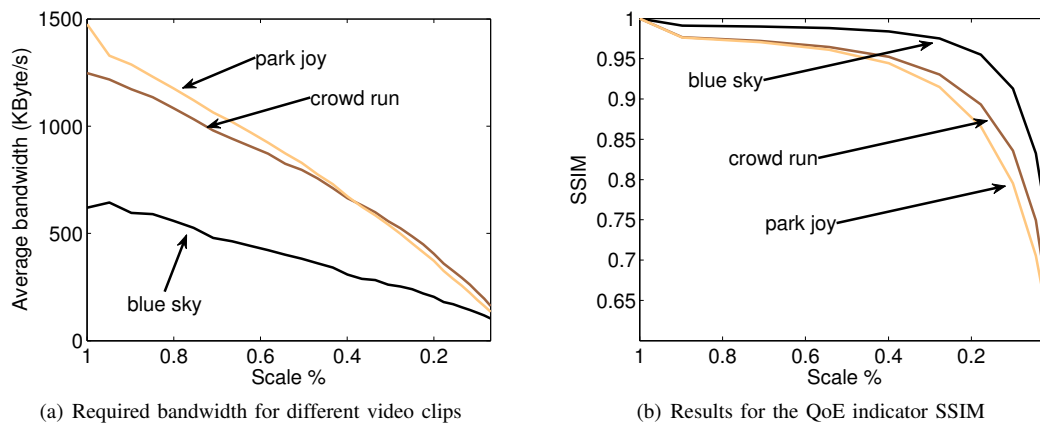 1500
1000
500
0
Average bandwidth (KByte/s)
park joy
crowd run
blue sky
1 0.8 0.6 0.4 0.2
Scale %
(a) Required bandwidth for different video clips
1
0.95
0.9
0.85
0.8
0.75
0.7
0.65
SSIM
blue sky
crowd run
park joy
1 0.8 0.6 0.4 0.2
Scale %
(b) Results for the QoE indicator SSIM